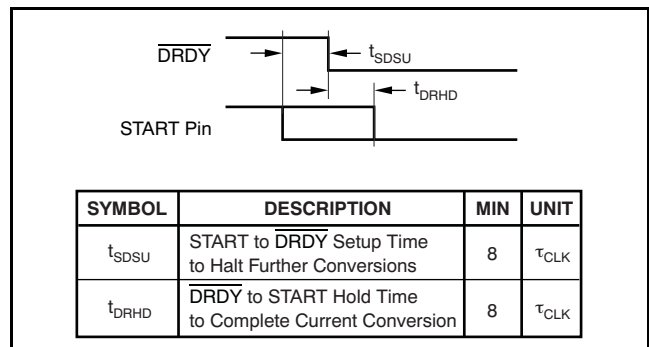 DRDY
tSDSU
tDRHD
START Pin
SYMBOL DESCRIPTION MIN UNIT
tSDSU START to DRDY Setup Time to Halt Further Conversions 8 τCLK
tDRHD DRDY to START Hold Time to Complete Current Conversion 8 τCLK